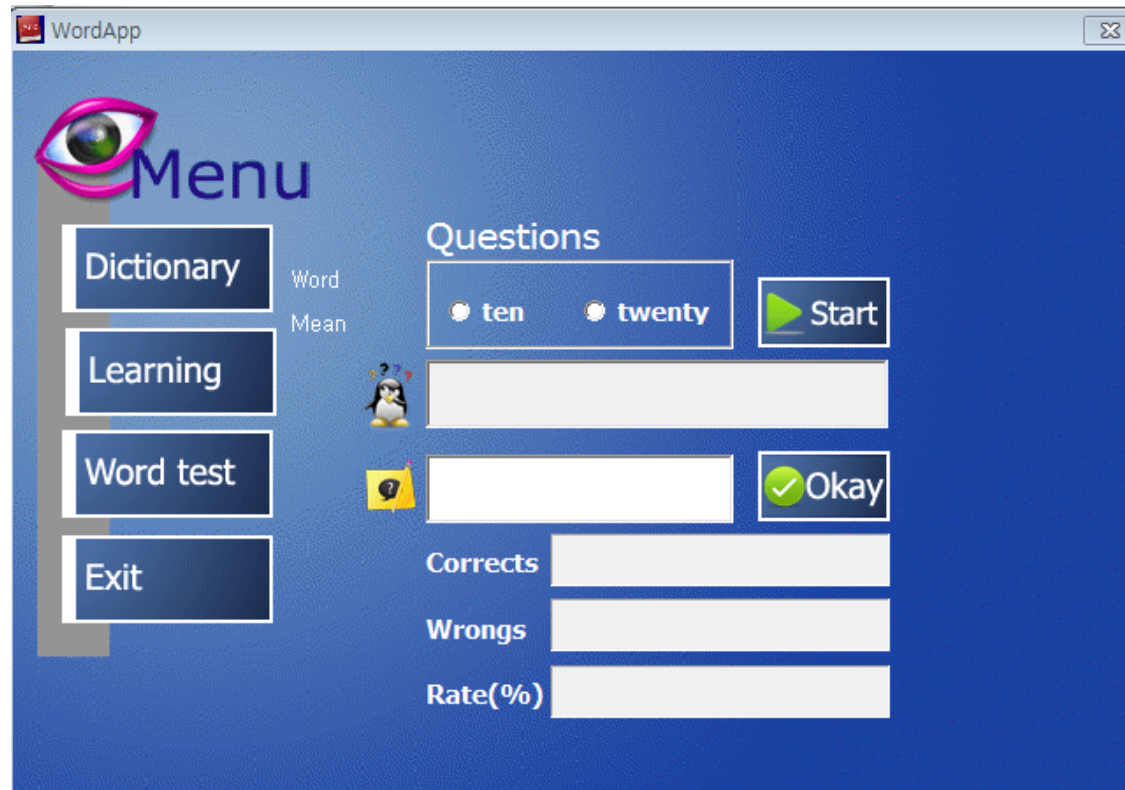 WordApp
Menu
Dictionary
Learning
Word test
Exit
Word
Mean
Questions
ten
twenty
Start
Okay
Corrects
Wrongs
Rate(%)